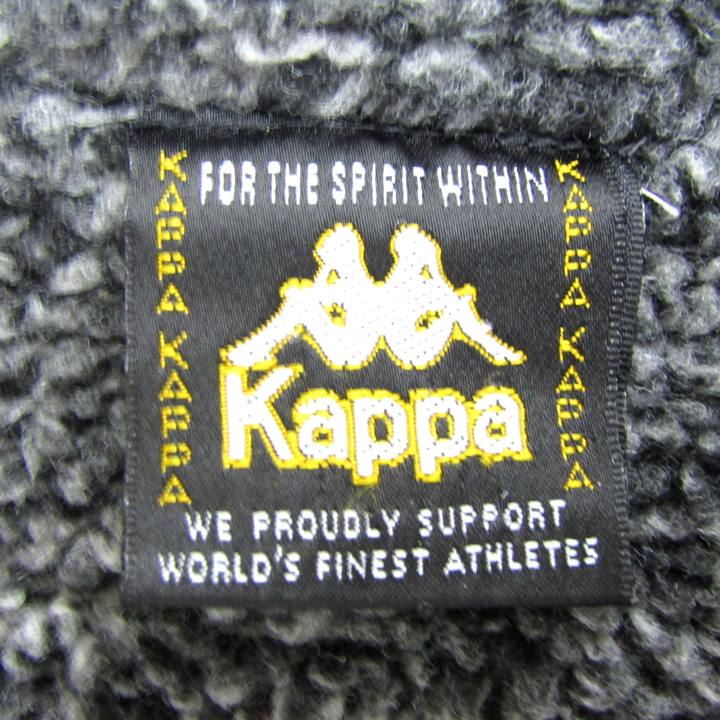 FOR THE SPIRIT WITHIN
KAPPA KAPPA
KAPPA KAPPA
Kappa
WE PROUDLY SUPPORT
WORLD'S FINEST ATHLETES